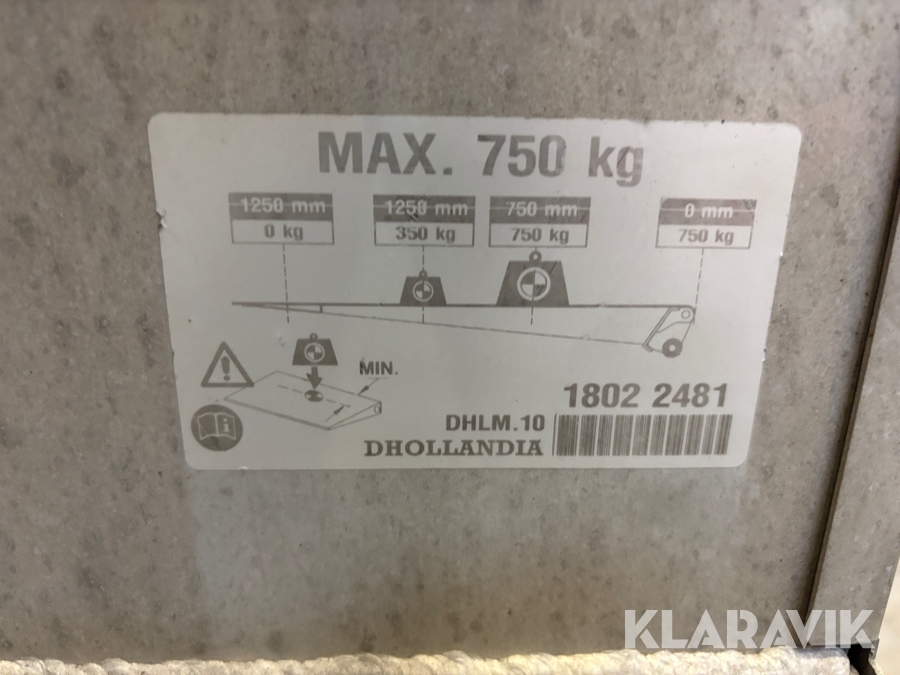 MAX. 750 kg
1250 mm 1250 mm 750 mm 0 mm
0 kg 350 kg 750 kg 750 kg
MIN.
1802 2481
DHLM.10
DHOLLANDIA
KLARAVIK